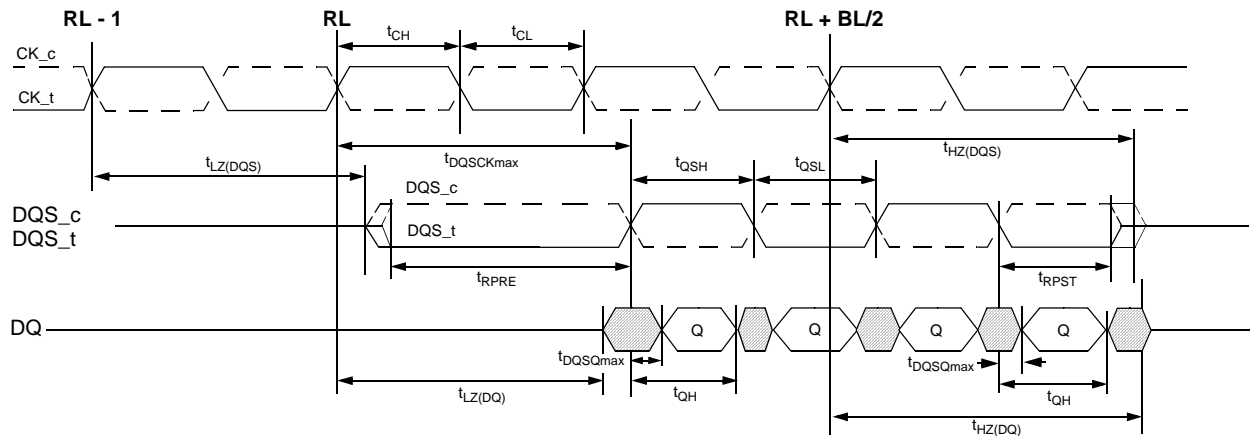 RL - 1 RL RL + BL/2
tCH tCL
CK_c
CK_t
tLZ(DQS) tDQSCKmax tHZ(DQS)
tQSH tQSL
DQS_c
DQS_c
DQS_t
DQS_t
tRPRE tRPST
DQ Q Q Q Q
tDQSQmax tDQSQmax
tLZ(DQ) tQH tQH
tHZ(DQ)